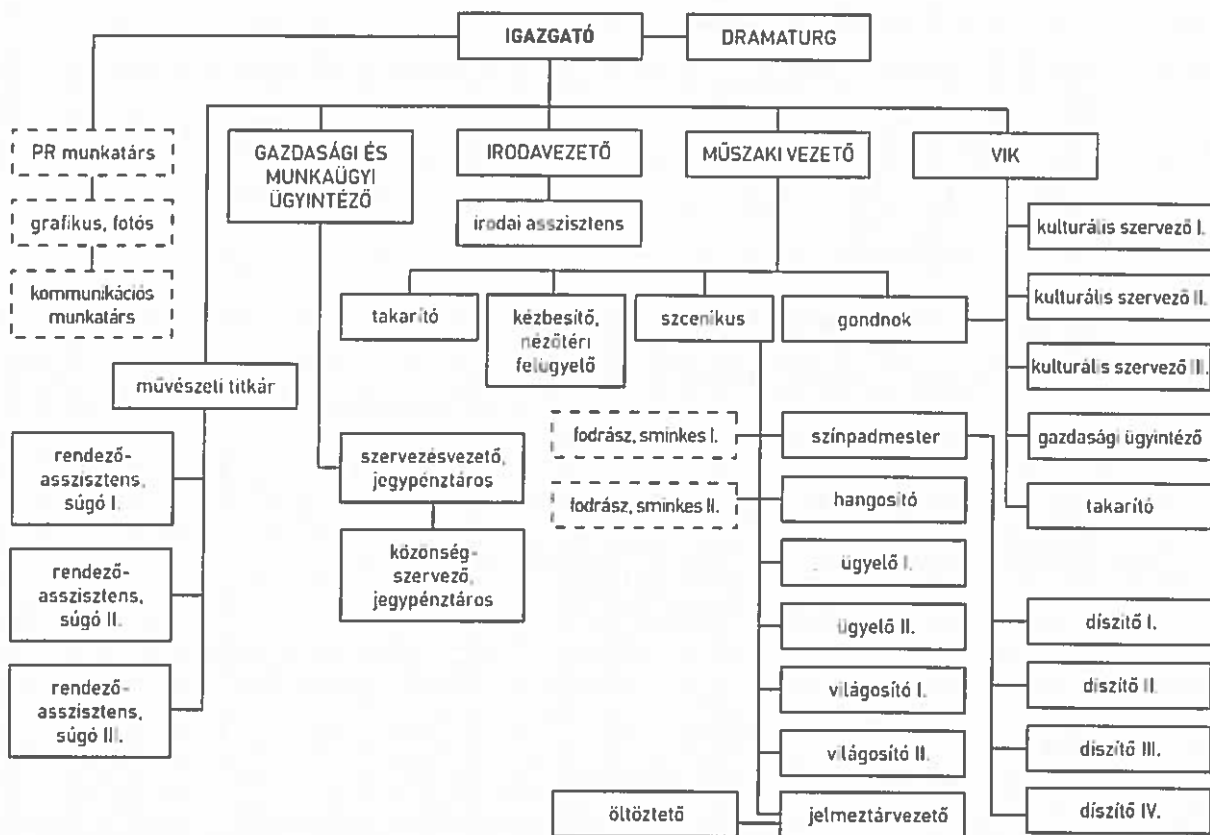 IGAZGATÓ
DRAMATURG
PR munkatárs
grafikus, fotós
kommunikációs
munkatárs
GAZDASÁGI ÉS
MUNKAÜGYI
ÜGYINTÉZŐ
IRODAVEZETŐ
irodai asszisztens
MŰSZAKI VEZETŐ
VIK
kulturális szervező I.
kulturális szervező II.
kulturális szervező III.
gazdasági ügyintéző
takarító
takarító
kézbesítő,
nézőtéri
felügyelő
szcenikus
gondnok
művészeti titkár
rendező-
asszisztens,
súgó I.
rendező-
asszisztens,
súgó II.
rendező-
asszisztens,
súgó III.
szervezésvezető,
jegypénztáros
közönség-
szervező,
jegypénztáros
fodrász, sminkes I.
fodrász, sminkes II.
színpadmester
hangosító
ügyelő I.
ügyelő II.
világosító I.
világosító II.
öltöztető
jelmeztárvezető
díszítő I.
díszítő II.
díszítő III.
díszítő IV.